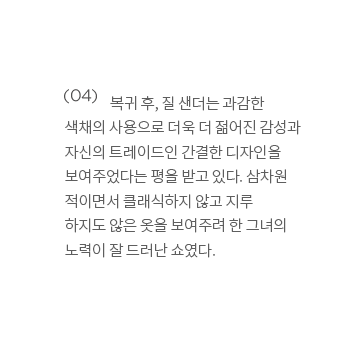 (04) 복귀 후, 질 샌더는 과감한
색채의 사용으로 더욱 더 젊어진 감성과
자신의 트레이드인 간결한 디자인을
보여주었다는 평을 받고 있다. 삼차원
적이면서 클래식하지 않고 지루
하지도 않은 옷을 보여주려 한 그녀의
노력이 잘 드러난 쇼였다.